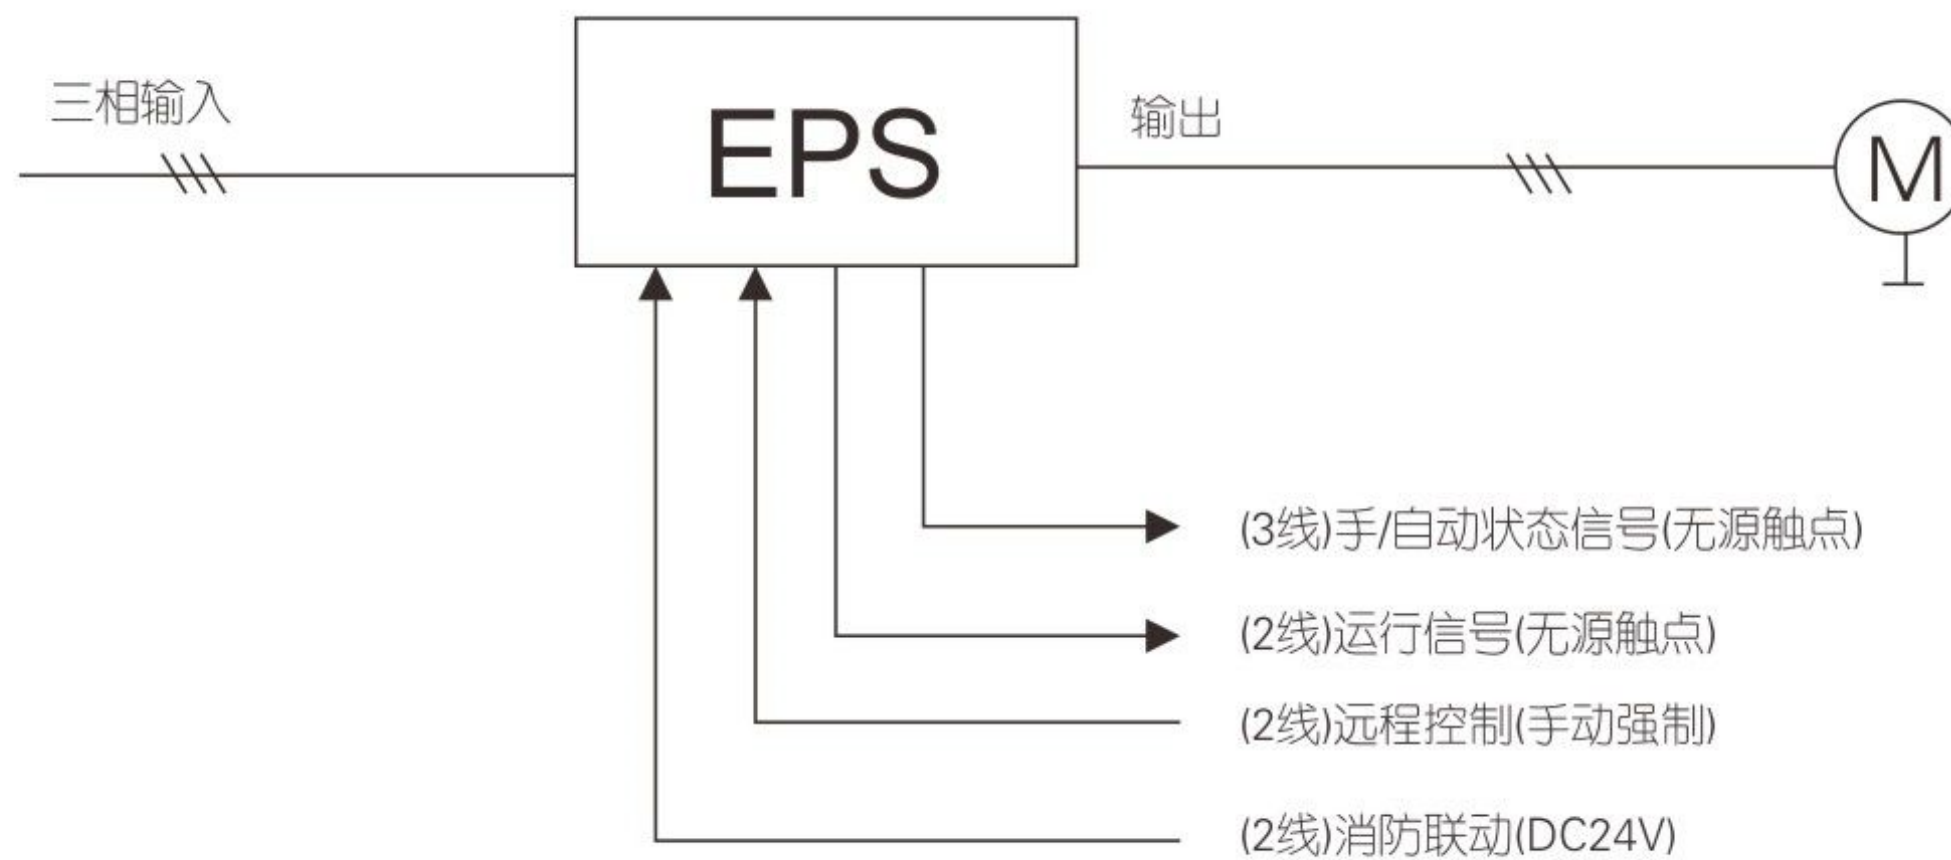 三相输入
EPS
输出
M
(3线)手/自动状态信号(无源触点)
(2线)运行信号(无源触点)
(2线)远程控制(手动强制)
(2线)消防联动(DC24V)